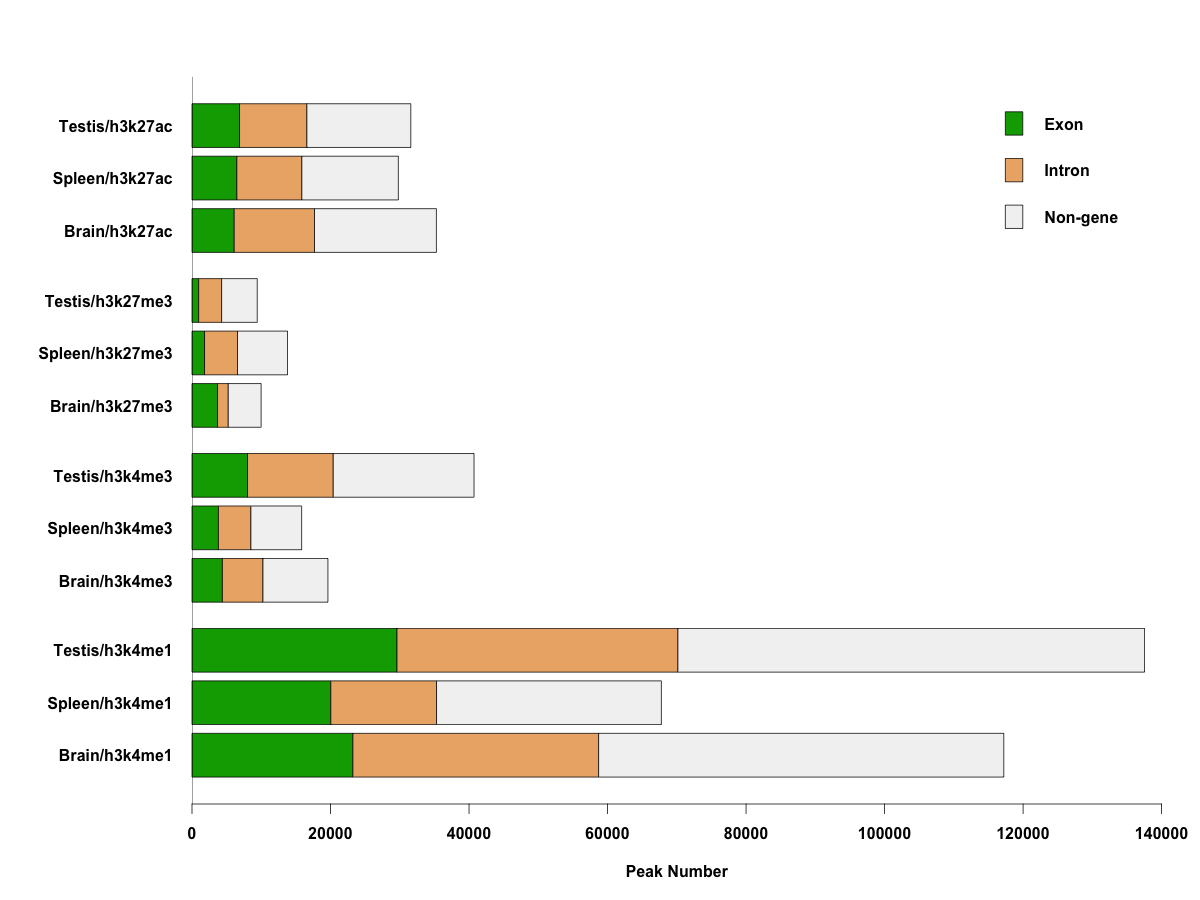 Testis/h3k27ac
Spleen/h3k27ac
Brain/h3k27ac
Testis/h3k27me3
Spleen/h3k27me3
Brain/h3k27me3
Testis/h3k4me3
Spleen/h3k4me3
Brain/h3k4me3
Testis/h3k4me1
Spleen/h3k4me1
Brain/h3k4me1
Exon
Intron
Non-gene
0 20000 40000 60000 80000 100000 120000 140000
Peak Number